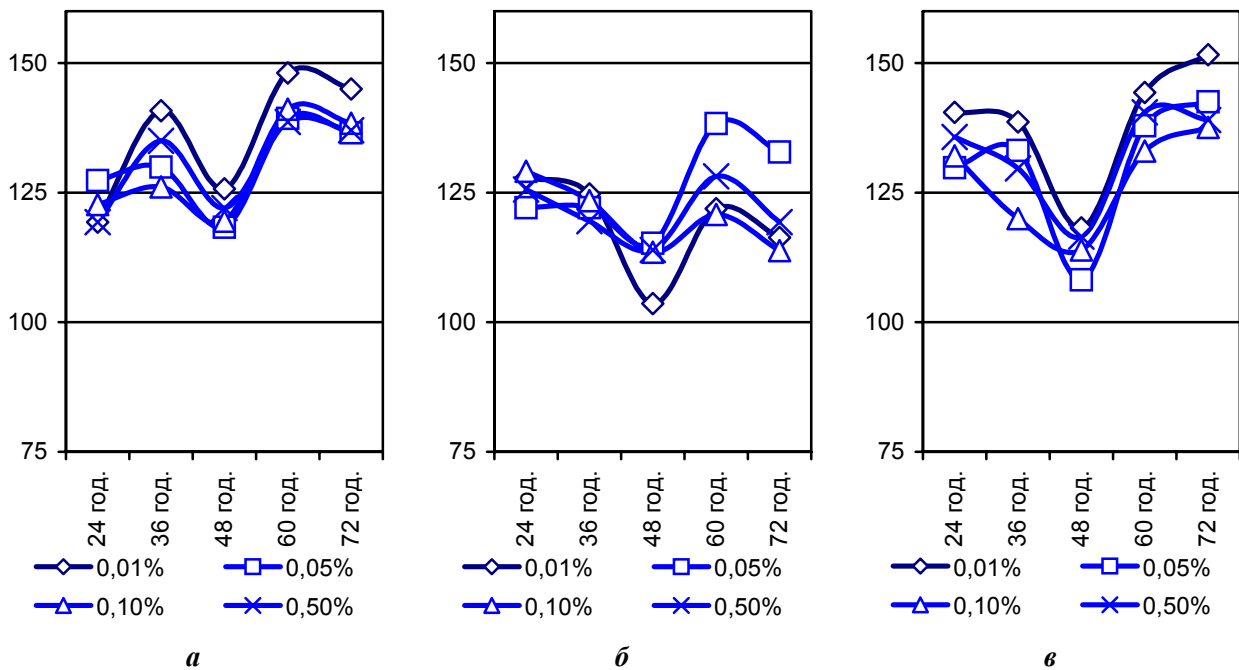 150
125
100
75
24 год.
36 год.
48 год.
60 год.
72 год.
0,01%
0,05%
0,10%
0,50%
а
150
125
100
75
24 год.
36 год.
48 год.
60 год.
72 год.
0,01%
0,05%
0,10%
0,50%
б
150
125
100
75
24 год.
36 год.
48 год.
60 год.
72 год.
0,01%
0,05%
0,10%
0,50%
в